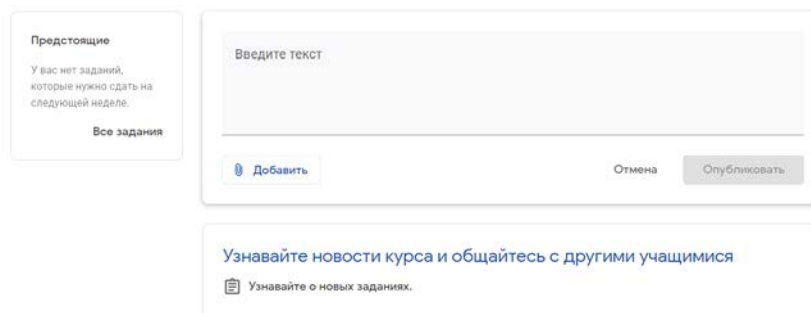 Предстоящие
У вас нет заданий,
которые нужно сдать на
следующей неделе.
Все задания
Введите текст
Добавить
Отмена
Опубликовать
Узнавайте новости курса и общайтесь с другими учащимися
Узнавайте о новых заданиях.